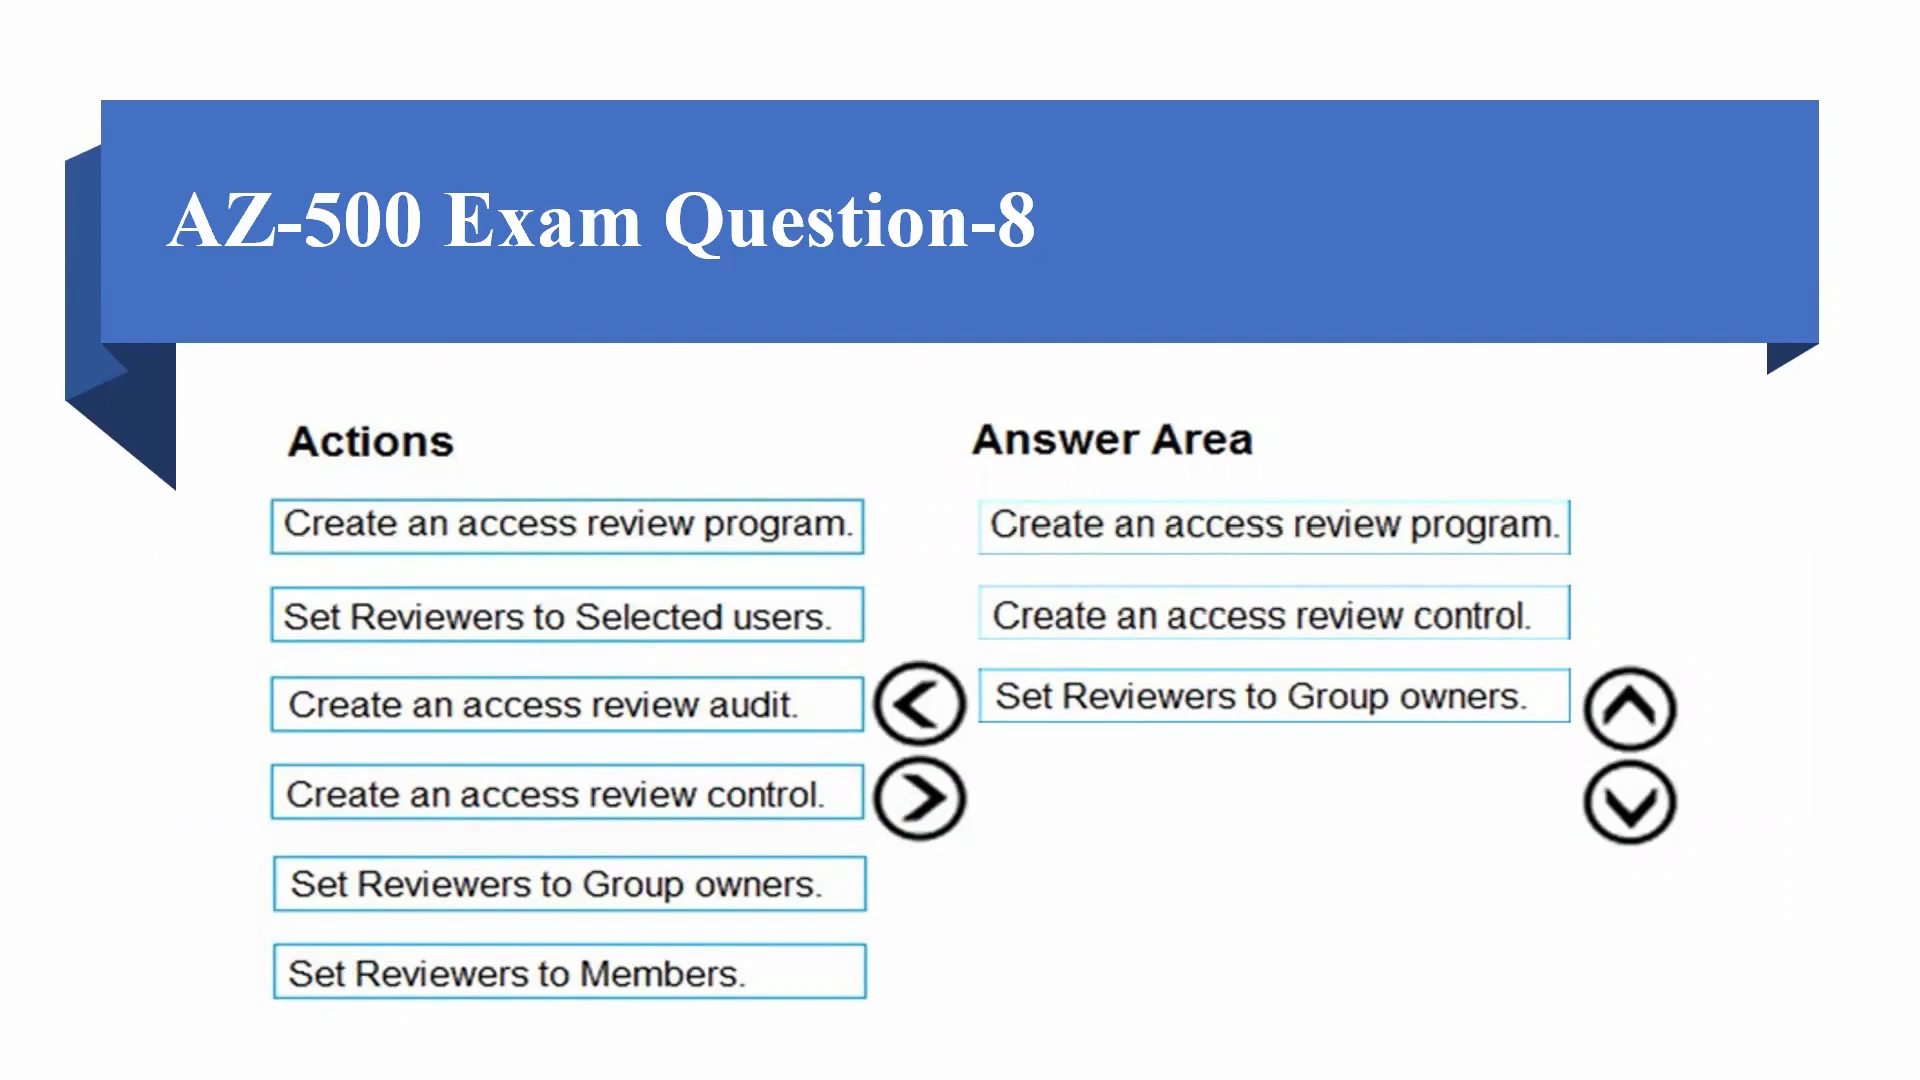 AZ-500 Exam Question-8
Actions
Create an access review program.
Set Reviewers to Selected users.
Create an access review audit.
Create an access review control.
Set Reviewers to Group owners.
Set Reviewers to Members.
Answer Area
Create an access review program.
Create an access review control.
Set Reviewers to Group owners.